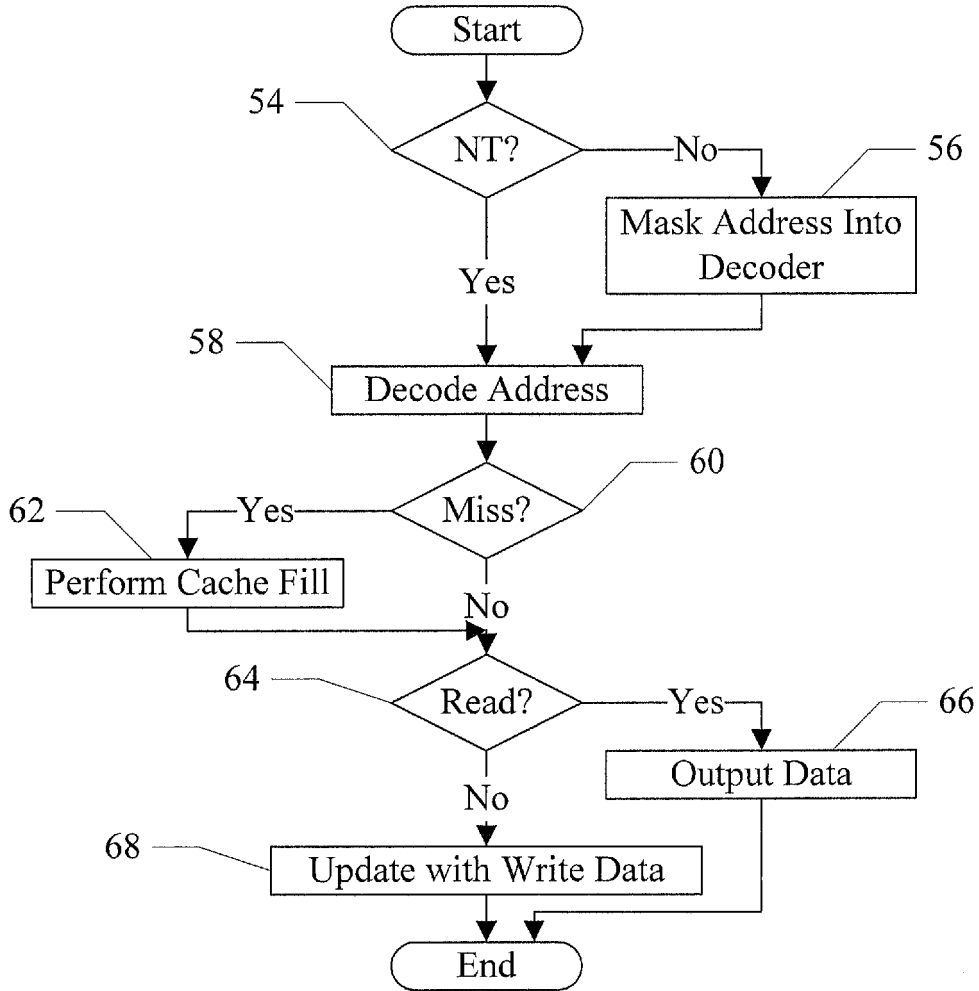 Start
54
NT?
No
56
Mask Address Into
Decoder
Yes
58
Decode Address
60
Miss?
62
Yes
Perform Cache Fill
No
64
Read?
Yes
66
Output Data
No
68
Update with Write Data
End